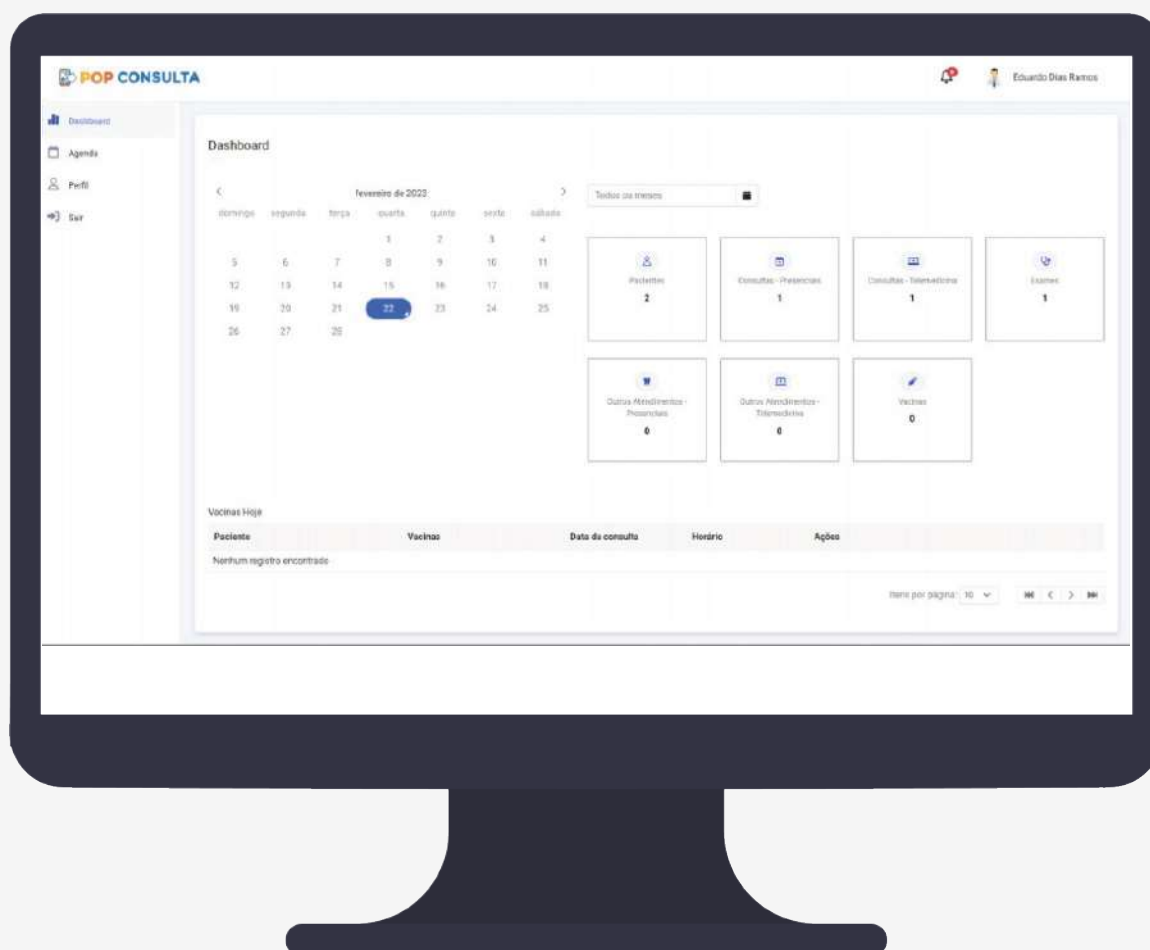 POP CONSULTA
Eduardo Dias Ramos
Dashboard
Agenda
Perfil
Sair
Dashboard
fevereiro de 2023
domingo segunda terça quarta quinta sexta sábado
1 2 3 4
5 6 7 8 9 10 11
12 13 14 15 16 17 18
19 20 21 22 23 24 25
26 27 28
Todos os meses
Pacientes
2
Consultas - Presenciais
1
Consultas - Telemedicina
1
Exames
1
Outros Atendimentos -
Presenciais
0
Outros Atendimentos -
Telemedicina
0
Vacinas
0
Vacinas Hoje
Paciente Vacinas Data da consulta Horário Ações
Nenhum registro encontrado
Itens por página: 10